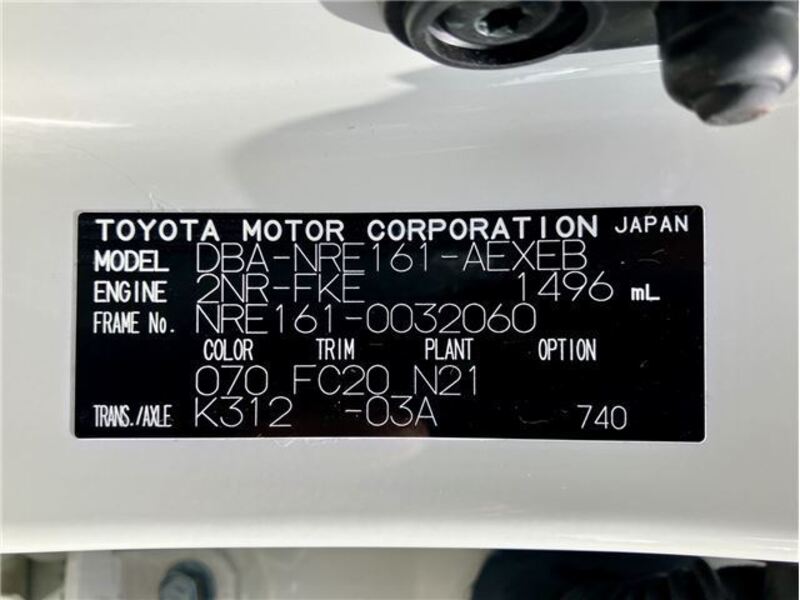 TOYOTA MOTOR CORPORATION JAPAN
MODEL DBA-NRE161-AEXEB
ENGINE 2NR-FKE 1496 mL
FRAME No. NRE161-0032060
COLOR TRIM PLANT OPTION
070 FC20 N21
TRANS./AXLE K312 -03A 740